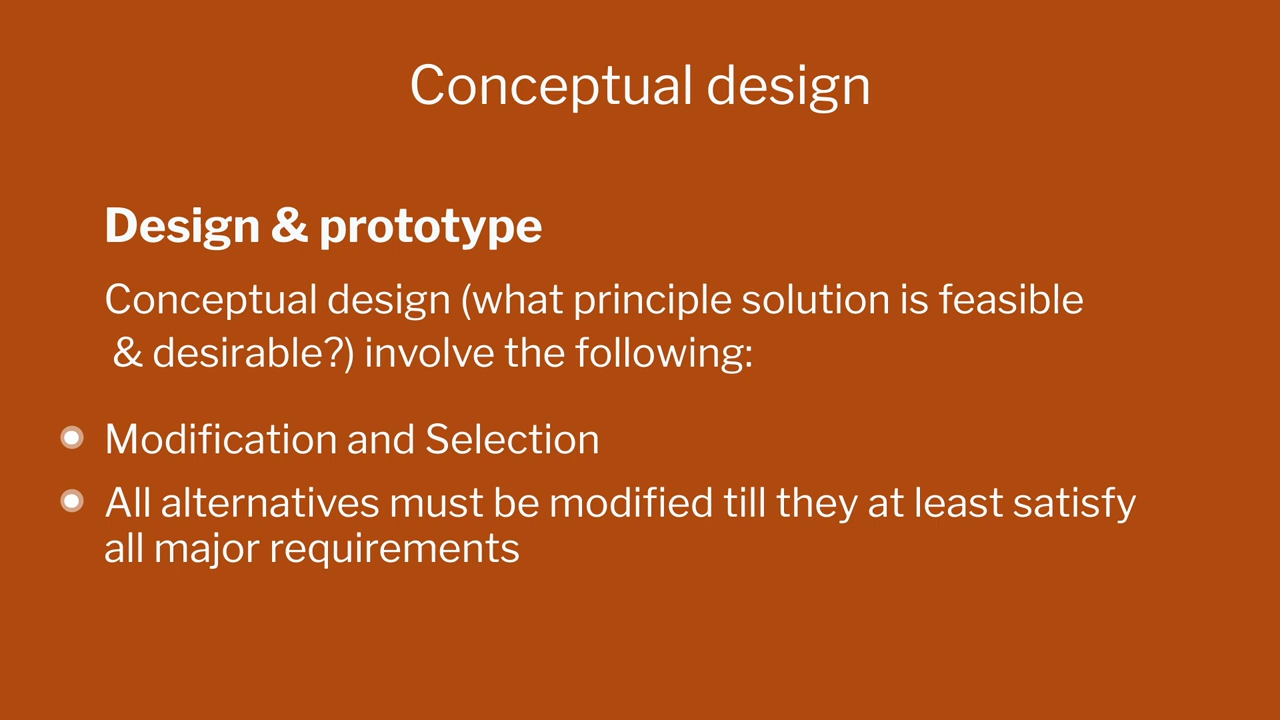 Conceptual design
Design & prototype
Conceptual design (what principle solution is feasible
& desirable?) involve the following:
Modification and Selection
All alternatives must be modified till they at least satisfy
all major requirements